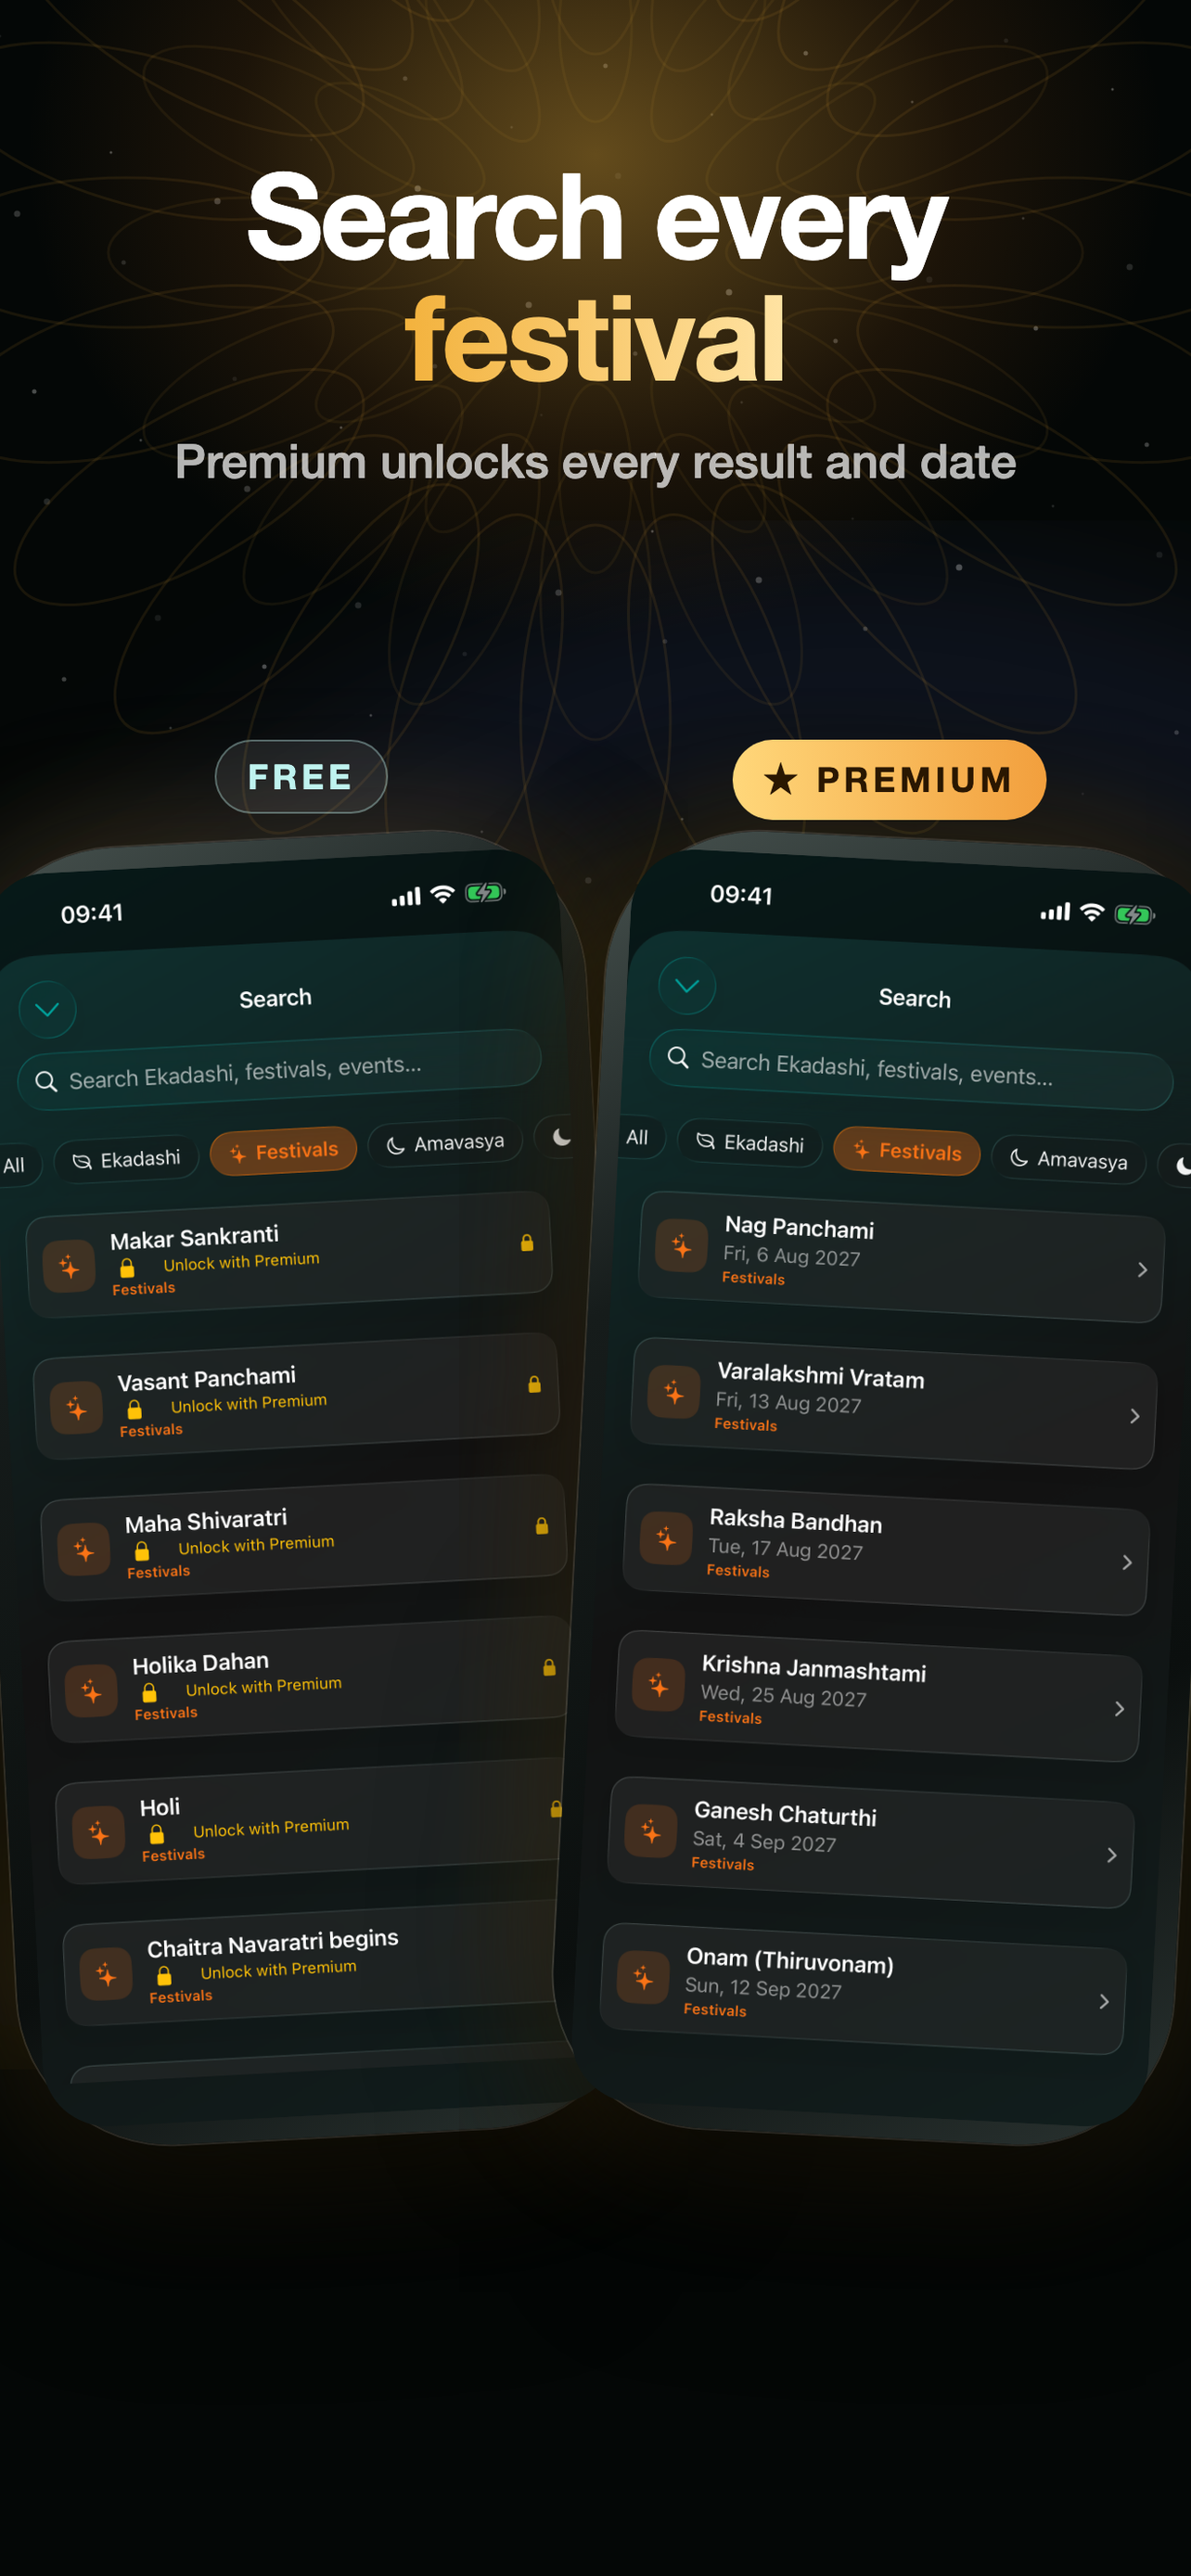 Search every
festival
Premium unlocks every result and date
FREE
09:41
Search
Search Ekadashi, festivals, events...
All
Ekadashi
Festivals
Amavasya
Makar Sankranti
Unlock with Premium
Festivals
Vasant Panchami
Unlock with Premium
Festivals
Maha Shivaratri
Unlock with Premium
Festivals
Holika Dahan
Unlock with Premium
Festivals
Holi
Unlock with Premium
Festivals
Chaitra Navaratri begins
Unlock with Premium
Festivals
★ PREMIUM
09:41
Search
Search Ekadashi, festivals, events...
All
Ekadashi
Festivals
Amavasya
Nag Panchami
Fri, 6 Aug 2027
Festivals
Varalakshmi Vratam
Fri, 13 Aug 2027
Festivals
Raksha Bandhan
Tue, 17 Aug 2027
Festivals
Krishna Janmashtami
Wed, 25 Aug 2027
Festivals
Ganesh Chaturthi
Sat, 4 Sep 2027
Festivals
Onam (Thiruvonam)
Sun, 12 Sep 2027
Festivals